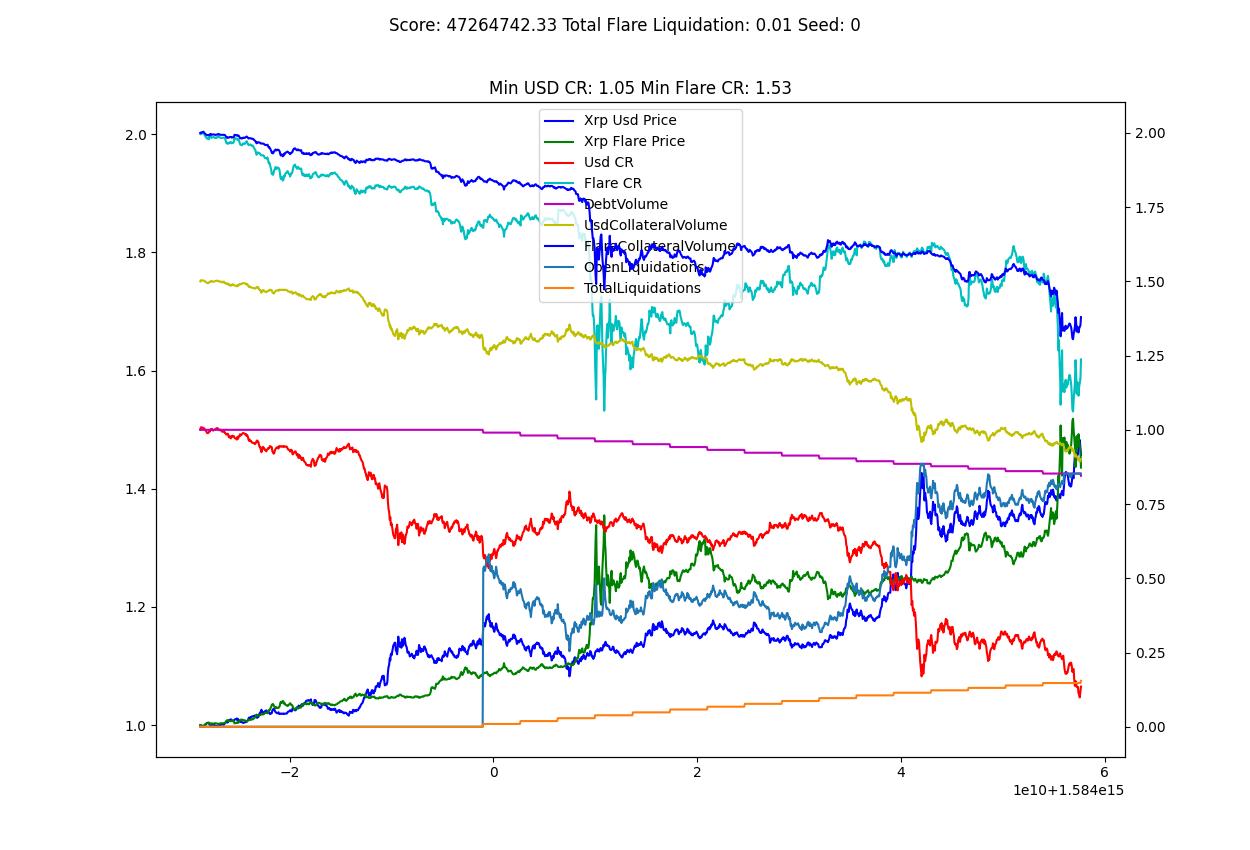 Score: 47264742.33 Total Flare Liquidation: 0.01 Seed: 0
Min USD CR: 1.05 Min Flare CR: 1.53
Xrp Usd Price
Xrp Flare Price
Usd CR
Flare CR
DebtVolume
UsdCollateralVolume
FlareCollateralVolume
OpenLiquidations
TotalLiquidations
2.0
1.8
1.6
1.4
1.2
1.0
2.00
1.75
1.50
1.25
1.00
0.75
0.50
0.25
0.00
−2
0
2
4
6
1e10+1.584e15